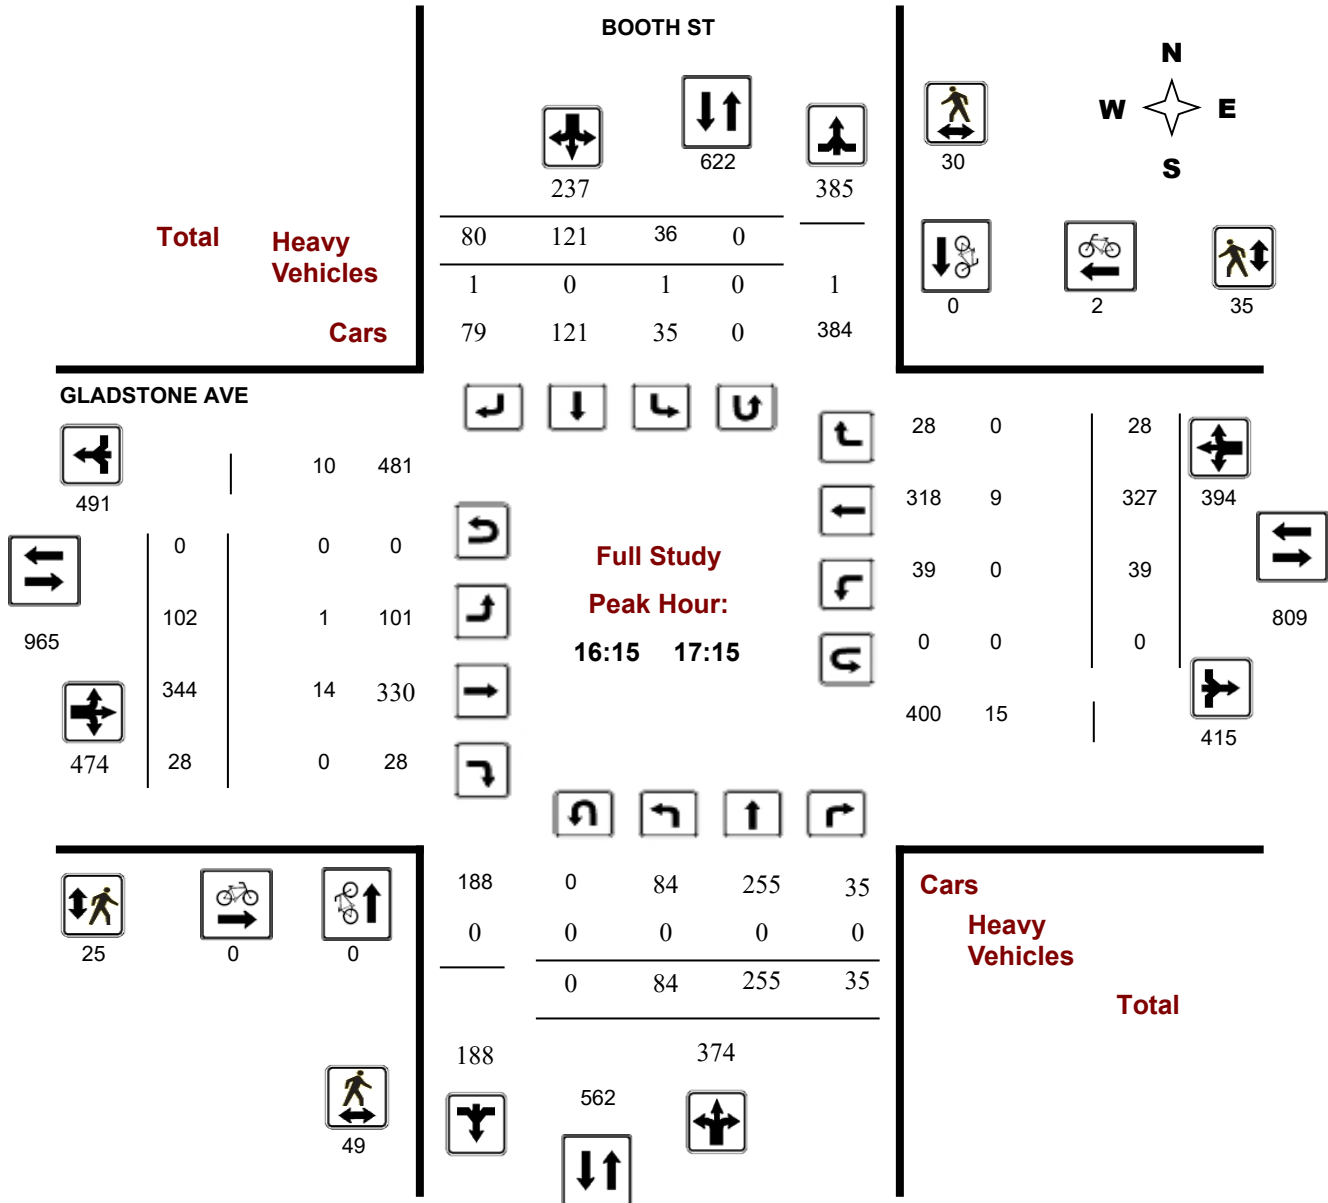 BOOTH ST
N
W E
S
622
30
237 385
Total Heavy Vehicles
80 121 36 0
1 0 1 0 1
0 2 35
Cars 79 121 35 0 384
GLADSTONE AVE
28 0 28
10 481
491
318 9 327 394
0 0 0
Full Study
39 0 39
Peak Hour:
102 1 101
809
965
16:15 17:15
0 0 0
344 14 330
400 15
415
474 28 0 28
188 0 84 255 35 Cars
0 0 0 0 0 Heavy Vehicles
25 0 0
0 84 255 35
Total
188 374
562
49